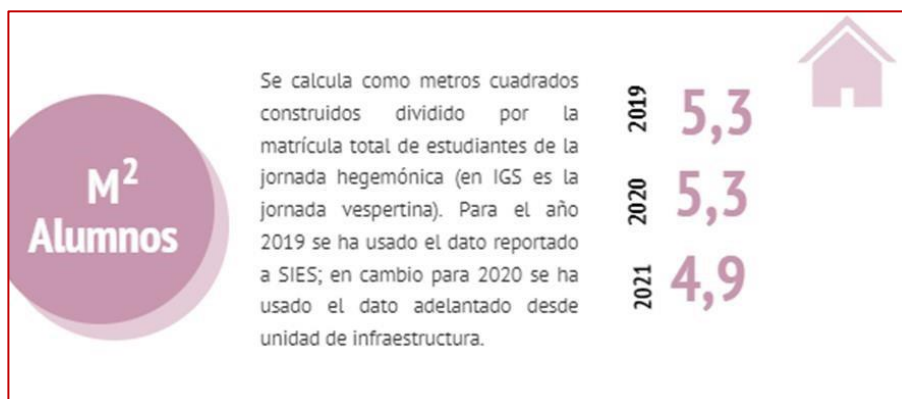 M²
Alumnos
Se calcula como metros cuadrados
construidos dividido por la
matrícula total de estudiantes de la
jornada hegemónica (en IGS es la
jornada vespertina). Para el año
2019 se ha usado el dato reportado
a SIES; en cambio para 2020 se ha
usado el dato adelantado desde
unidad de infraestructura.
2019 5,3
2020 5,3
2021 4,9